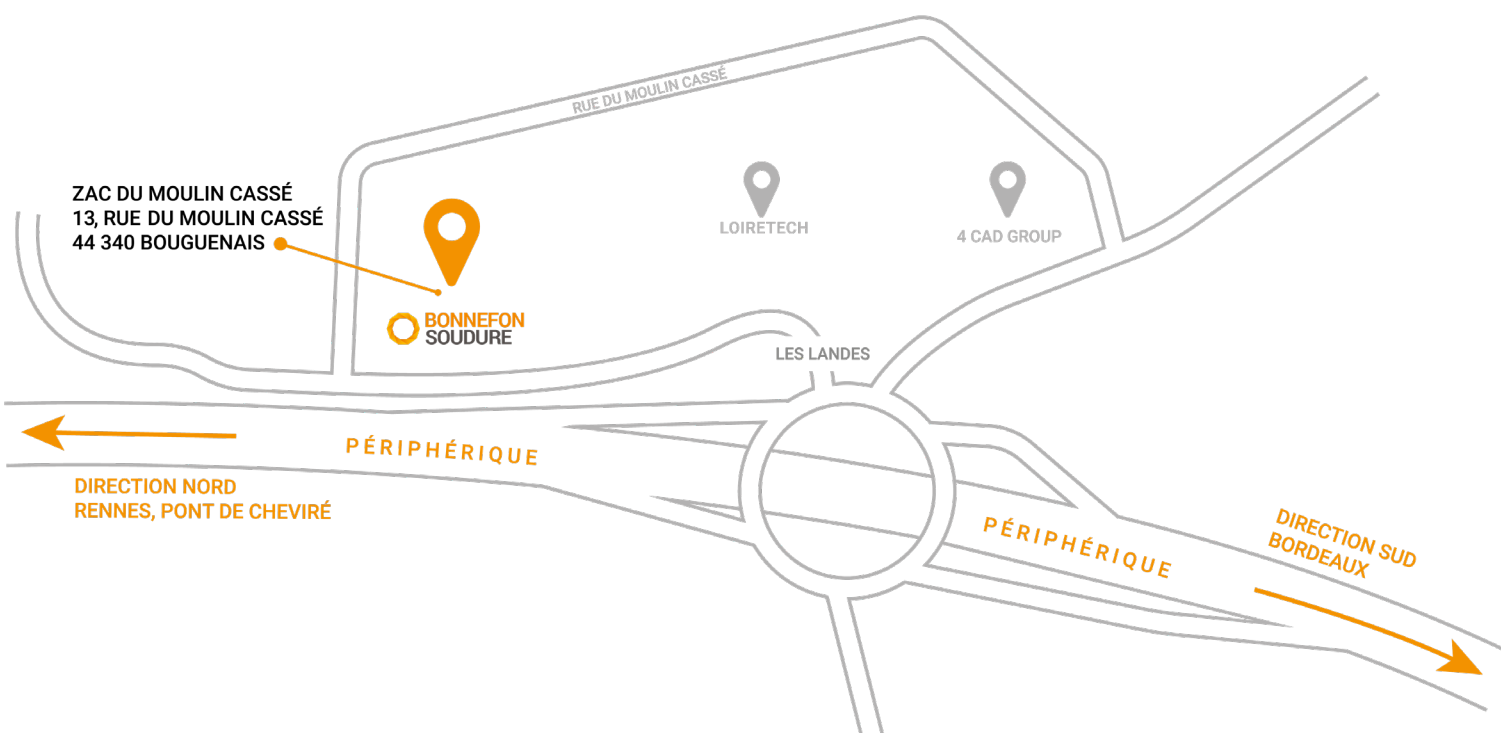 RUE DU MOULIN CASSÉ
ZAC DU MOULIN CASSÉ
13, RUE DU MOULIN CASSÉ
44 340 BOUGUENAIS
LOIRETECH
4 CAD GROUP
BONNEFON
SOUDURE
LES LANDES
PÉRIPHÉRIQUE
DIRECTION NORD
RENNES, PONT DE CHEVIRÉ
PÉRIPHÉRIQUE
DIRECTION SUD
BORDEAUX